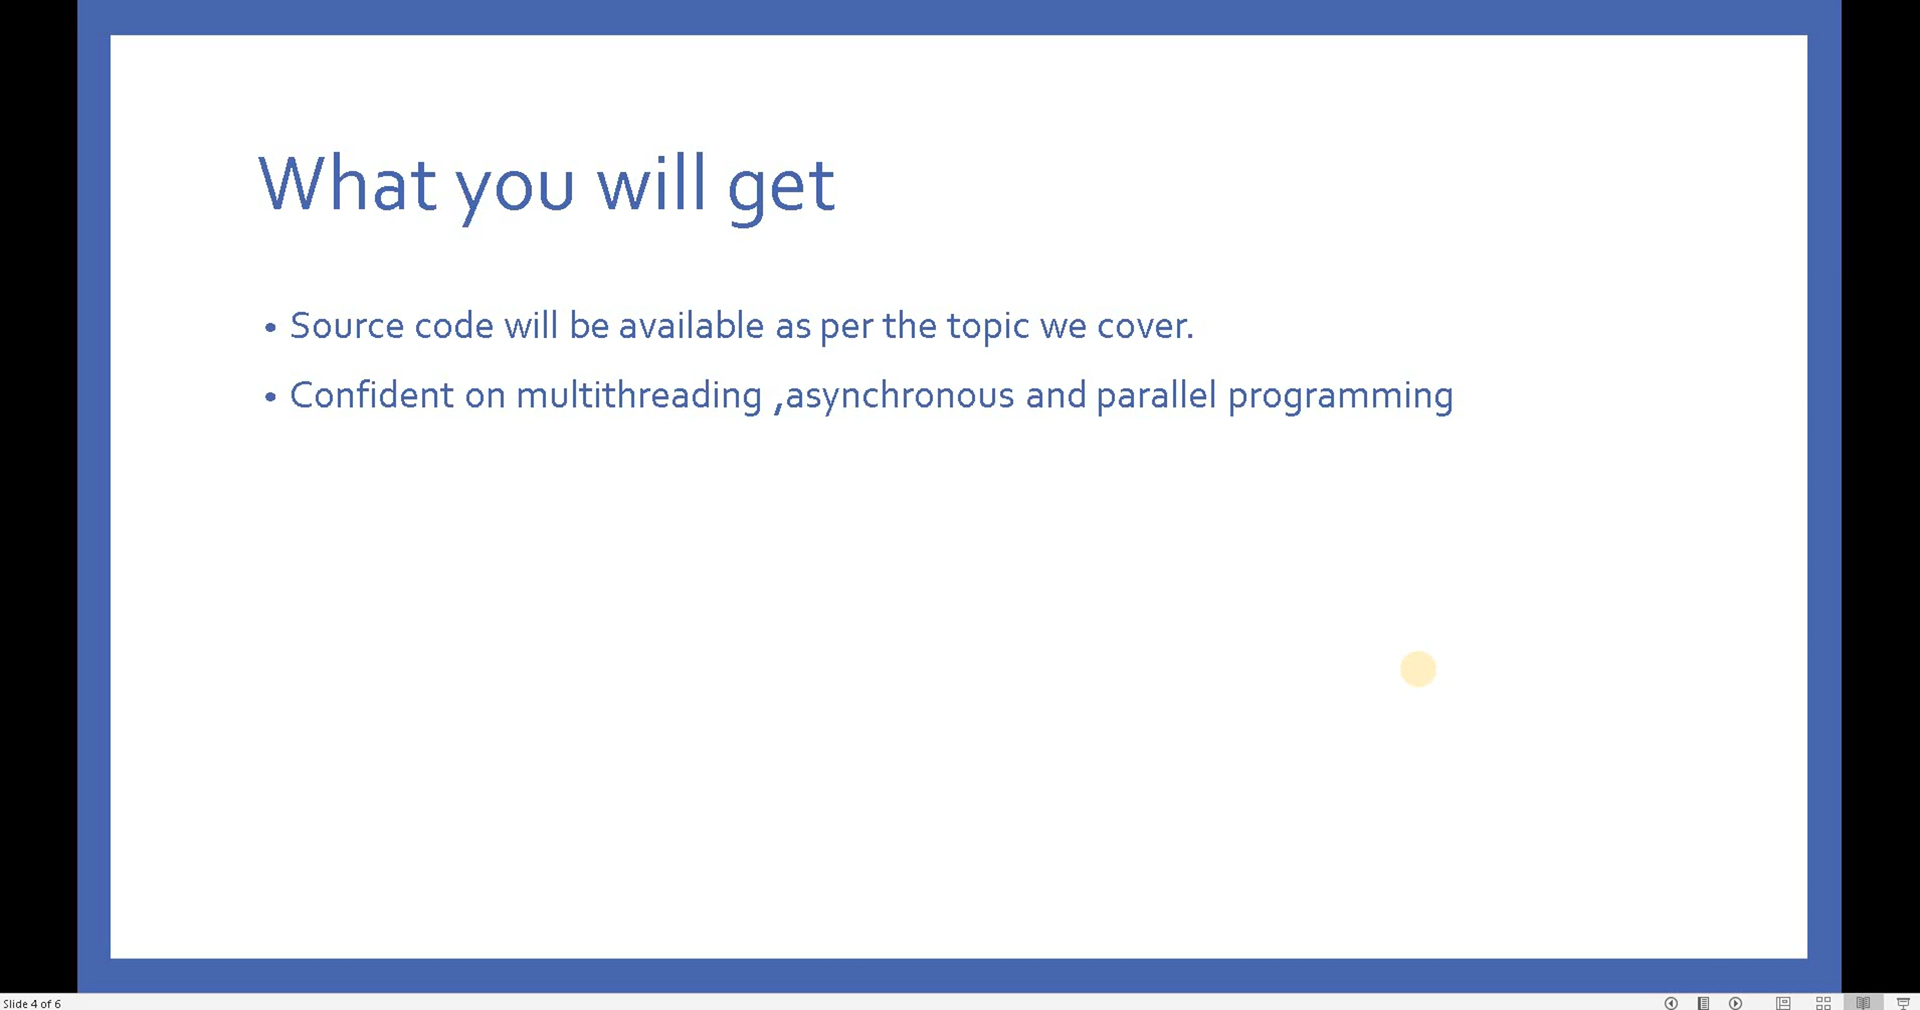 What you will get
• Source code will be available as per the topic we cover.
• Confident on multithreading ,asynchronous and parallel programming
Slide 4 of 6